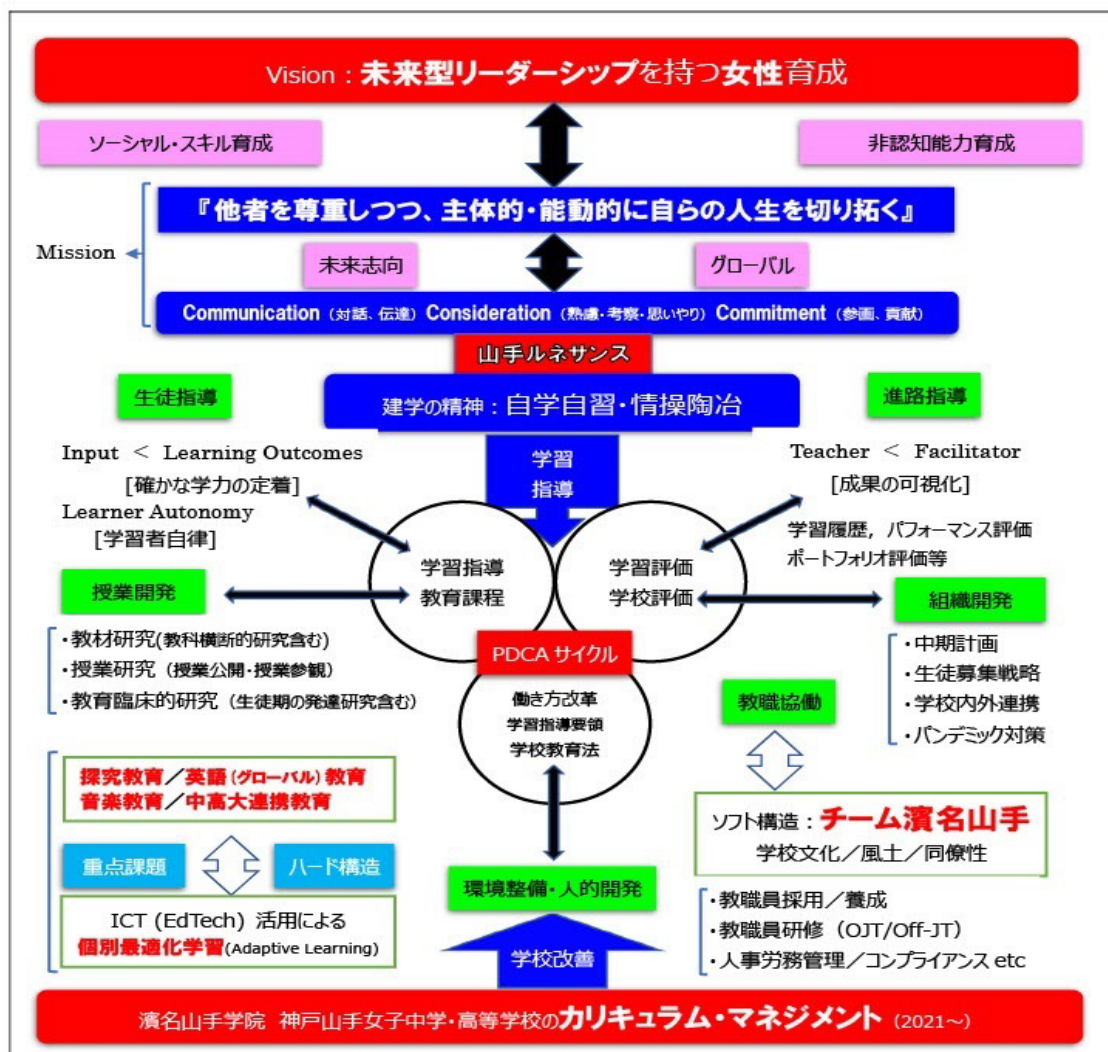 Vision：未来型リーダーシップを持つ女性育成
ソーシャル・スキル育成
非認知能力育成
『他者を尊重しつつ、主体的・能動的に自らの人生を切り拓く』
Mission
未来志向
グローバル
Communication（対話、伝達）Consideration（熟慮・考察・思いやり）Commitment（参画、貢献）
山手ルネサンス
生徒指導
建学の精神：自学自習・情操陶冶
進路指導
Input ＜ Learning Outcomes
[確かな学力の定着]
Learner Autonomy
[学習者自律]
学習
指導
Teacher ＜ Facilitator
[成果の可視化]
学習履歴，パフォーマンス評価
ポートフォリオ評価等
学習指導
教育課程
学習評価
学校評価
授業開発
組織開発
・教材研究(教科横断的研究含む)
・授業研究（授業公開・授業参観）
・教育臨床的研究（生徒期の発達研究含む）
PDCAサイクル
働き方改革
学習指導要領
学校教育法
教職協働
・中期計画
・生徒募集戦略
・学校内外連携
・パンデミック対策
探究教育／英語(グローバル)教育
音楽教育／中高大連携教育
重点課題
ハード構造
ICT (EdTech) 活用による
個別最適化学習(Adaptive Learning)
ソフト構造：チーム濱名山手
学校文化／風土／同僚性
環境整備・人的開発
・教職員採用／養成
・教職員研修（OJT/Off-JT）
・人事労務管理／コンプライアンス etc
学校改善
濱名山手学院 神戸山手女子中学・高等学校のカリキュラム・マネジメント（2021～）